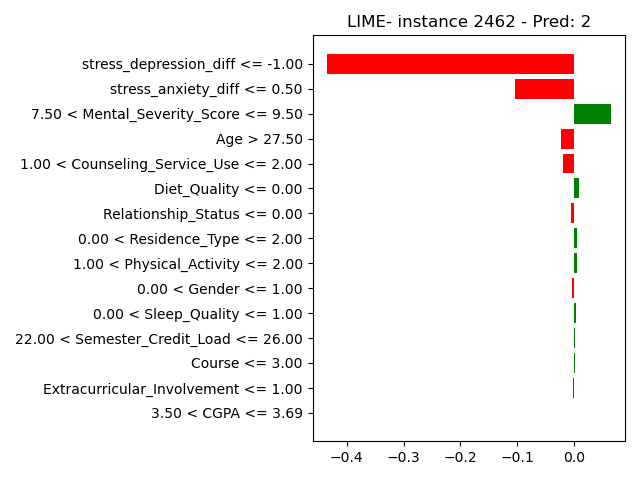 LIME- instance 2462 - Pred: 2
stress_depression_diff <= -1.00
stress_anxiety_diff <= 0.50
7.50 < Mental_Severity_Score <= 9.50
Age > 27.50
1.00 < Counseling_Service_Use <= 2.00
Diet_Quality <= 0.00
Relationship_Status <= 0.00
0.00 < Residence_Type <= 2.00
1.00 < Physical_Activity <= 2.00
0.00 < Gender <= 1.00
0.00 < Sleep_Quality <= 1.00
22.00 < Semester_Credit_Load <= 26.00
Course <= 3.00
Extracurricular_Involvement <= 1.00
3.50 < CGPA <= 3.69
−0.4 −0.3 −0.2 −0.1 0.0